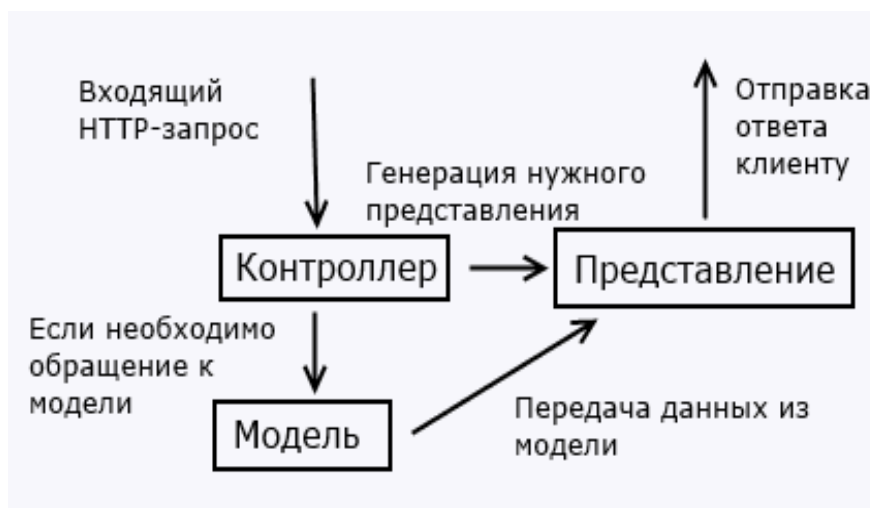 Входящий
HTTP-запрос
Отправка
ответа
клиенту
Генерация нужного
представления
Контроллер
Представление
Если необходимо
обращение к
модели
Модель
Передача данных из
модели